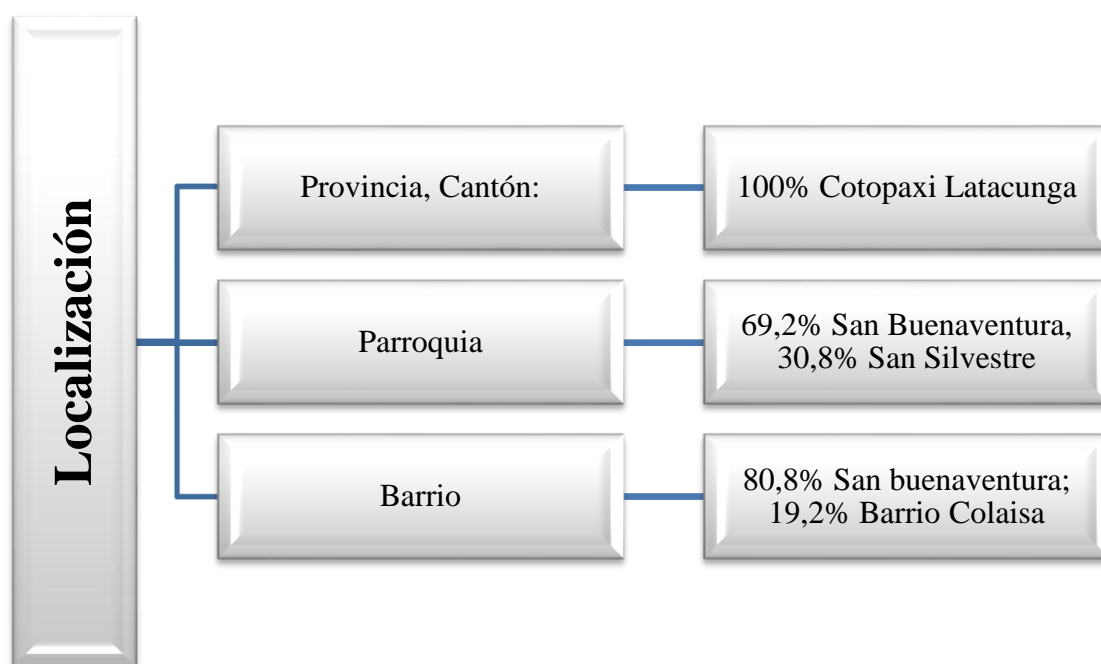 Localización
Provincia, Cantón:
100% Cotopaxi Latacunga
Parroquia
69,2% San Buenaventura,
30,8% San Silvestre
Barrio
80,8% San buenaventura;
19,2% Barrio Colaisa